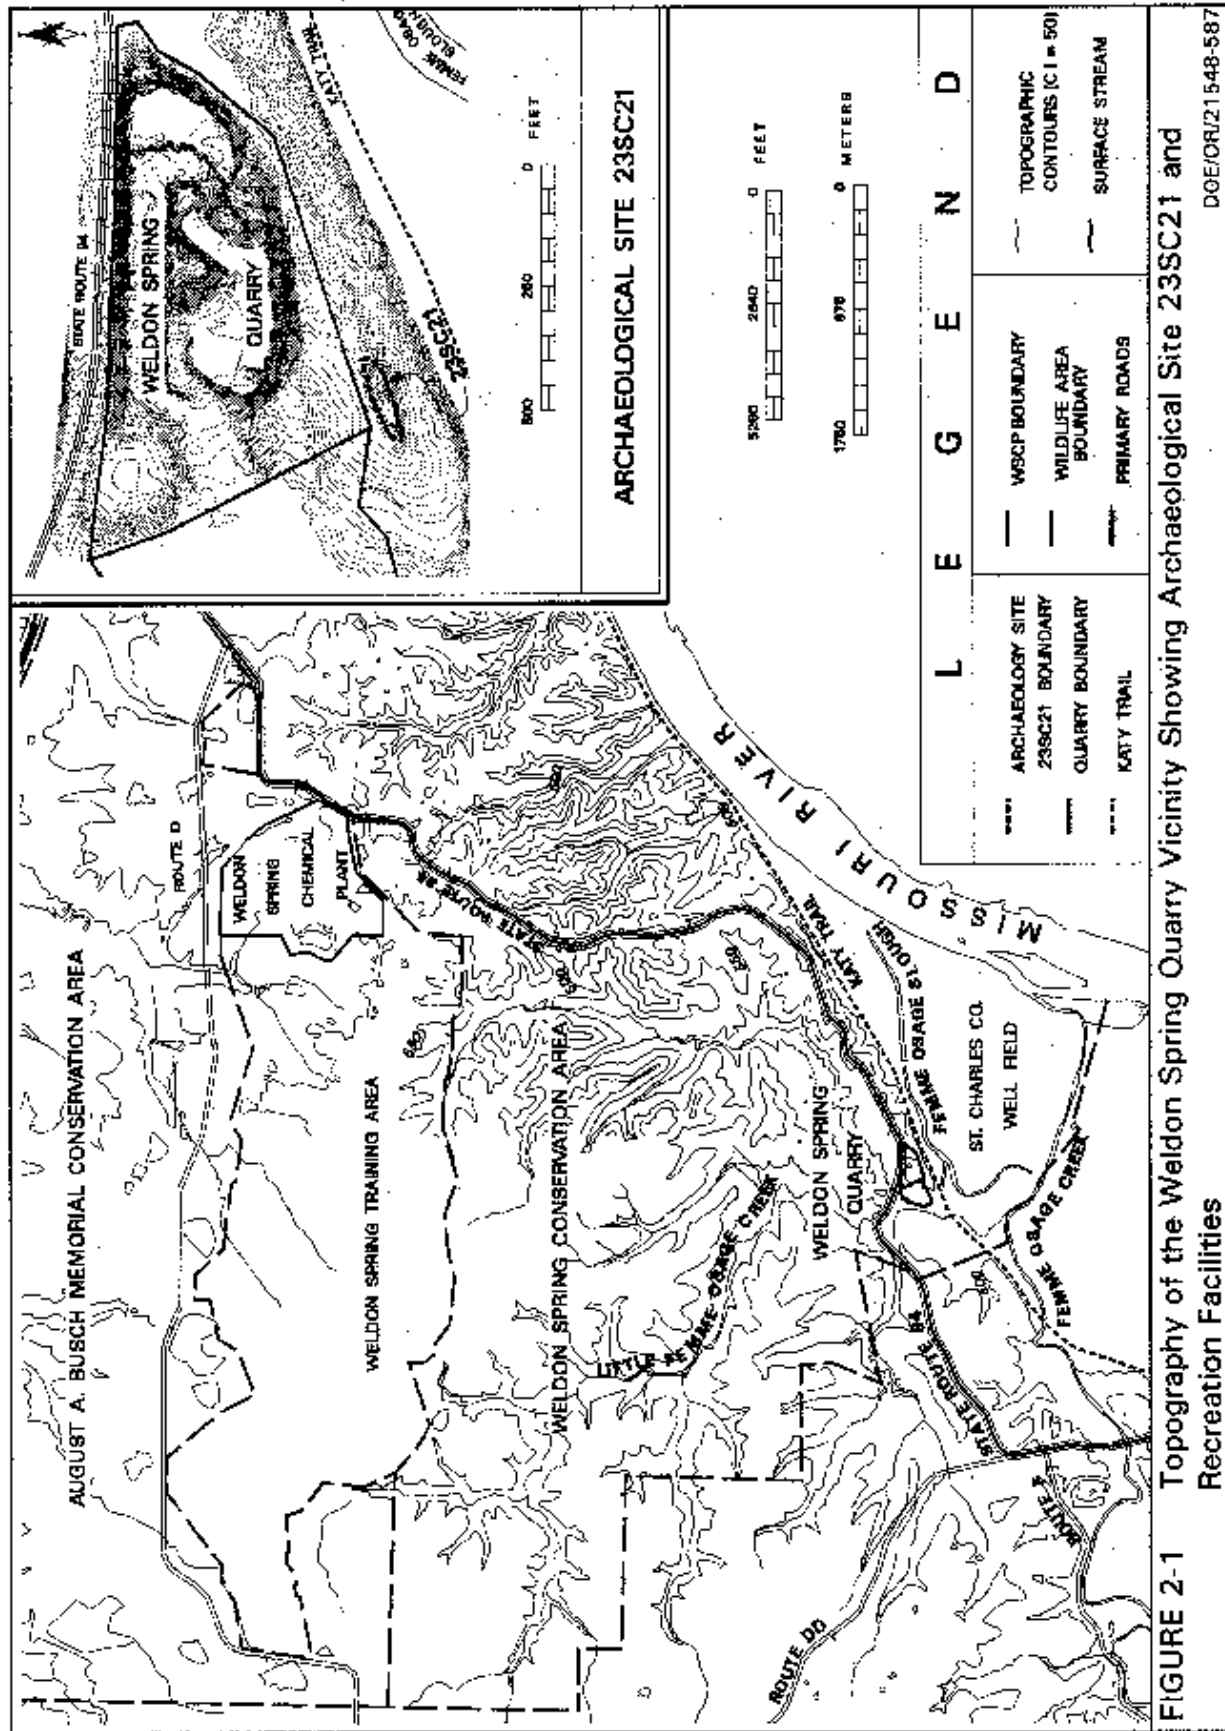 AUGUST A. BUSCH MEMORIAL CONSERVATION AREA
ROUTE D
WELDON
SPRING
CHEMICAL
PLANT
WELDON SPRING TRAINING AREA
STATE ROUTE
WELDON SPRING CONSERVATION AREA
LITTLE FEMME OSAGE CREEK
WELDON SPRING
QUARRY
KATY TRAIL
FEMME OSAGE SLOUGH
MISSOURI RIVER
ST. CHARLES CO.
WELL FIELD
FEMME OSAGE CREEK
STATE ROUTE 94
ROUTE DD
ROUTE F
STATE ROUTE 94
WELDON SPRING
QUARRY
KATY TRAIL
FEMME OSAGE
SLOUGH
23SC21
500 250 0 FEET
ARCHAEOLOGICAL SITE 23SC21
5280 2640 0 FEET
1750 875 0 METERS
LEGEND
ARCHAEOLOGY SITE
23SC21 BOUNDARY
QUARRY BOUNDARY
KATY TRAIL
WSCP BOUNDARY
WILDLIFE AREA
BOUNDARY
PRIMARY ROADS
TOPOGRAPHIC
CONTOURS (CI = 50)
SURFACE STREAM
FIGURE 2-1 Topography of the Weldon Spring Quarry Vicinity Showing Archaeological Site 23SC21 and
Recreation Facilities
DOE/OR/21548-587